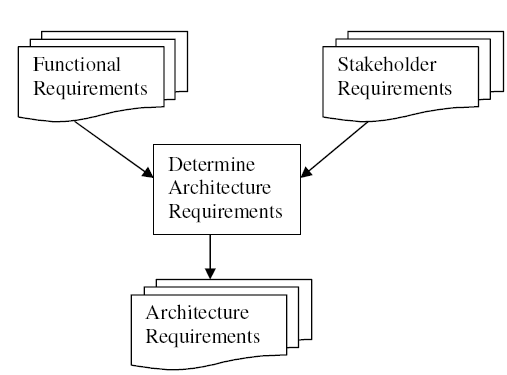 Functional
Requirements
Stakeholder
Requirements
Determine
Architecture
Requirements
Architecture
Requirements